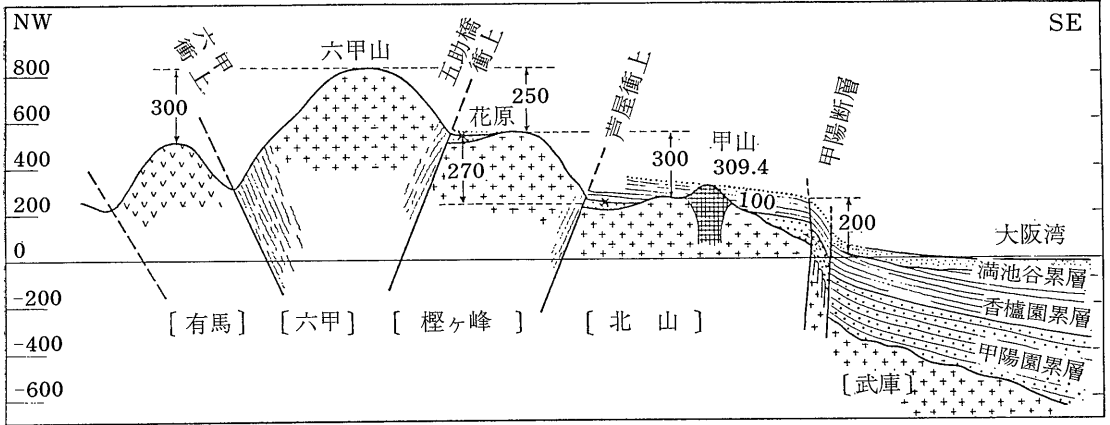 NW
SE
六甲衝上
六甲山
五助橋衝上
花原
芦屋衝上
甲山
309.4
甲陽断層
大阪湾
満池谷累層
香櫨園累層
甲陽園累層
800
600
400
200
0
-200
-400
-600
300
250
270
300
100
200
[有馬]
[六甲]
[樫ヶ峰]
[北 山]
[武庫]